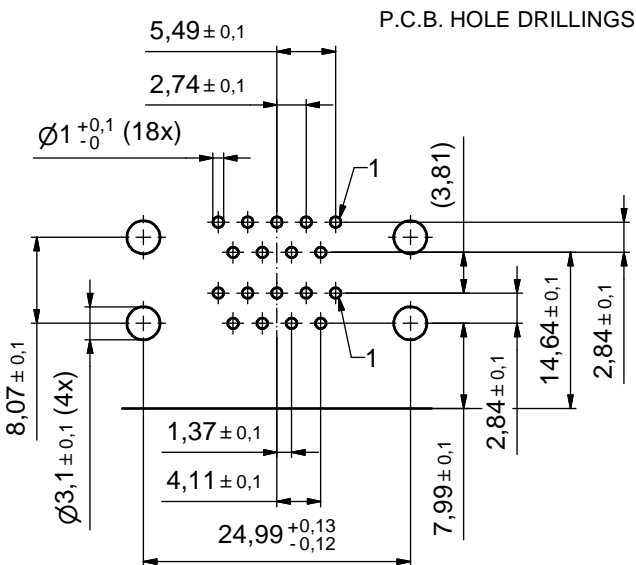 P.C.B. HOLE DRILLINGS
5,49 ± 0,1
2,74 ± 0,1
Ø1 +0,1 -0 (18x)
1
(3,81)
8,07 ± 0,1
Ø3,1 ± 0,1 (4x)
1
14,64 ± 0,1
2,84 ± 0,1
2,84 ± 0,1
7,99 ± 0,1
1,37 ± 0,1
4,11 ± 0,1
24,99 +0,13 -0,12